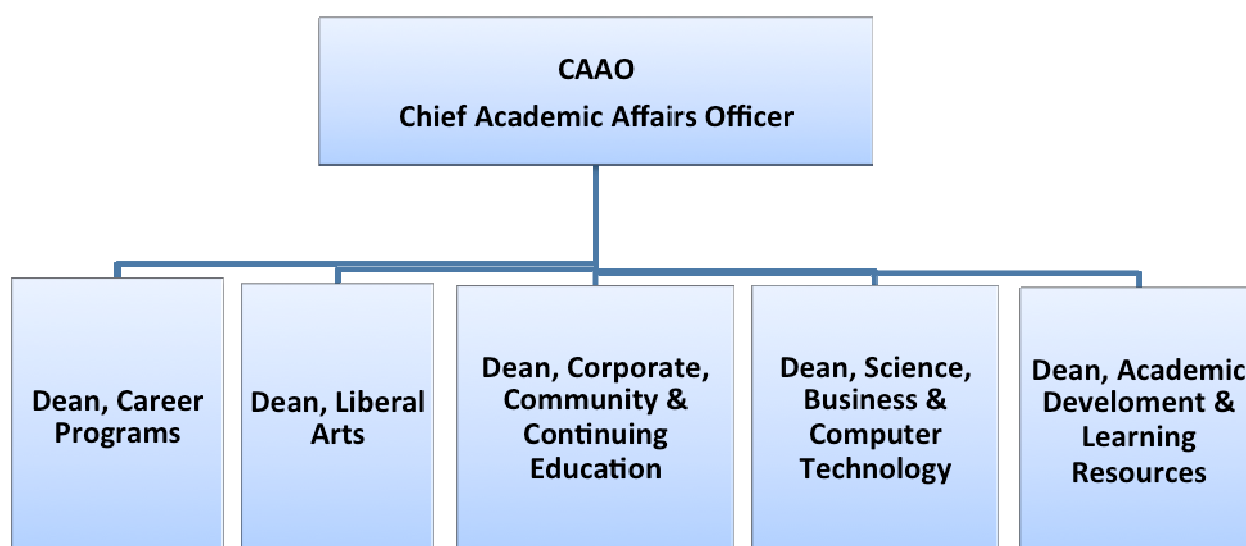 CAAO
Chief Academic Affairs Officer
Dean, Career
Programs
Dean, Liberal
Arts
Dean, Corporate,
Community &
Continuing
Education
Dean, Science,
Business &
Computer
Technology
Dean, Academic
Develoment &
Learning
Resources